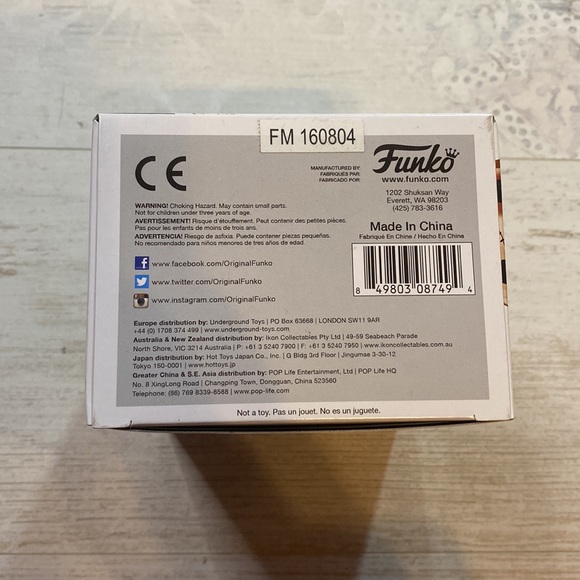 FM 160804
CE
MANUFACTURED BY:
FABRIQUÉS PAR:
FABRICADO POR:
Funko
www.funko.com
1202 Shuksan Way
Everett, WA 98203
(425) 783-3616
WARNING! Choking Hazard. May contain small parts.
Not for children under three years of age.
AVERTISSEMENT! Risque d'étouffement. Peut contenir des petites pièces.
Pas pour les enfants de moins de trois ans.
ADVERTENCIA! Riesgo de asfixia. Puede contener piezas pequeñas.
No recomendado para niños menores de tres años de edad.
Made In China
Fabriqué En Chine / Hecho En China
f www.facebook.com/OriginalFunko
www.twitter.com/OriginalFunko
www.instagram.com/OriginalFunko
8 49803 08749 4
Europe distribution by: Underground Toys | PO Box 63668 | LONDON SW11 9AR
+44 (0) 1708 374 499 | www.underground-toys.com
Australia & New Zealand distribution by: Ikon Collectables Pty Ltd | 49-59 Seabeach Parade
North Shore, VIC 3214 Australia | P: +61 3 5240 7900 | F: +61 3 5240 7950 | www.ikoncollectables.com.au
Japan distribution by: Hot Toys Japan Co., Inc. | G Bldg 3rd Floor | Jingumae 3-30-12
Tokyo 150-0001 | www.hottoys.jp
Greater China & S.E. Asia distribution by: POP Life Entertainment, Ltd | POP Life HQ
No. 8 XingLong Road | Changping Town, Dongguan, China 523560
Telephone: (86) 769 8339-6588 | www.pop-life.com
Not a toy. Pas un jouet. No es un juguete.